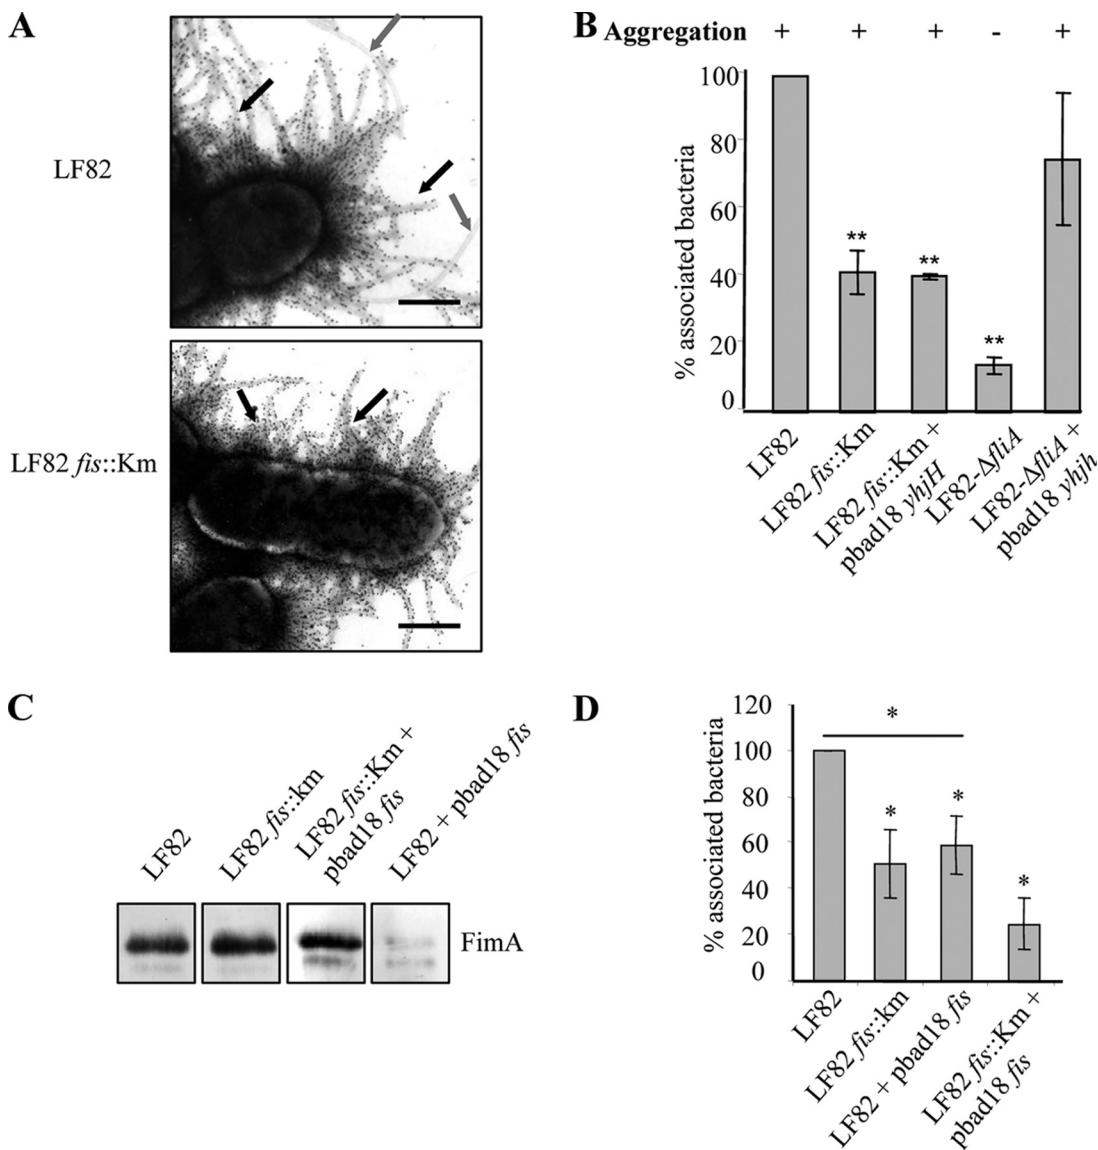 A
LF82
LF82 fis::Km
B
Aggregation + + + - +
% associated bacteria
100
80
60
40
20
0
**
**
**
LF82
LF82 fis::Km
LF82 fis::Km +
pbad18 yhjH
LF82-ΔfliA
LF82-ΔfliA +
pbad18 yhjh
C
LF82
LF82 fis::km
LF82 fis::Km +
pbad18 fis
LF82 + pbad18 fis
FimA
D
% associated bacteria
120
100
80
60
40
20
0
*
*
*
*
LF82
LF82 fis::km
LF82 + pbad18 fis
LF82 fis::Km +
pbad18 fis